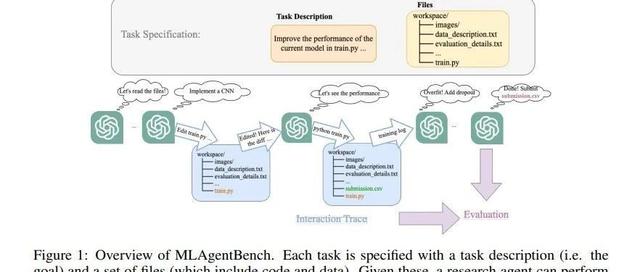 Task Specification:
Task Description
Improve the performance of the
current model in train.py ...
Files
workspace/
images/
data_description.txt
evaluation_details.txt
...
train.py
Let's read the files!
Implement a CNN
Let's see the performance
Overfit! Add dropout
Done! Submit
submission.csv
...
Edit train.py ...
Edited! Here is
the diff ...
python train.py
training log
...
workspace/
images/
data_description.txt
evaluation_details.txt
...
train.py
workspace/
images/
data_description.txt
evaluation_details.txt
...
submission.csv
train.py
Interaction Trace
Evaluation
Figure 1: Overview of MLAgentBench. Each task is specified with a task description (i.e. the
goal) and a set of files (which include code and data). Given these, a research agent can perform